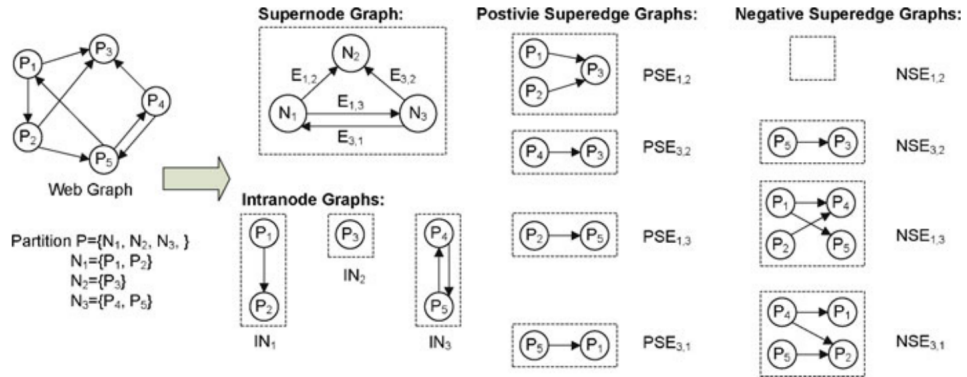 Supernode Graph:
Postivie Superedge Graphs:
Negative Superedge Graphs:
P1
P3
P2
P4
P5
Web Graph
Partition P={N1, N2, N3, }
N1={P1, P2}
N2={P3}
N3={P4, P5}
N2
E1,2
E3,2
N1
E1,3
N3
E3,1
Intranode Graphs:
P1
P2
IN1
P3
IN2
P4
P5
IN3
P1
P2
P3
PSE1,2
P4
P3
PSE3,2
P2
P5
PSE1,3
P5
P1
PSE3,1
NSE1,2
P5
P3
NSE3,2
P1
P4
P2
P5
NSE1,3
P4
P1
P5
P2
NSE3,1